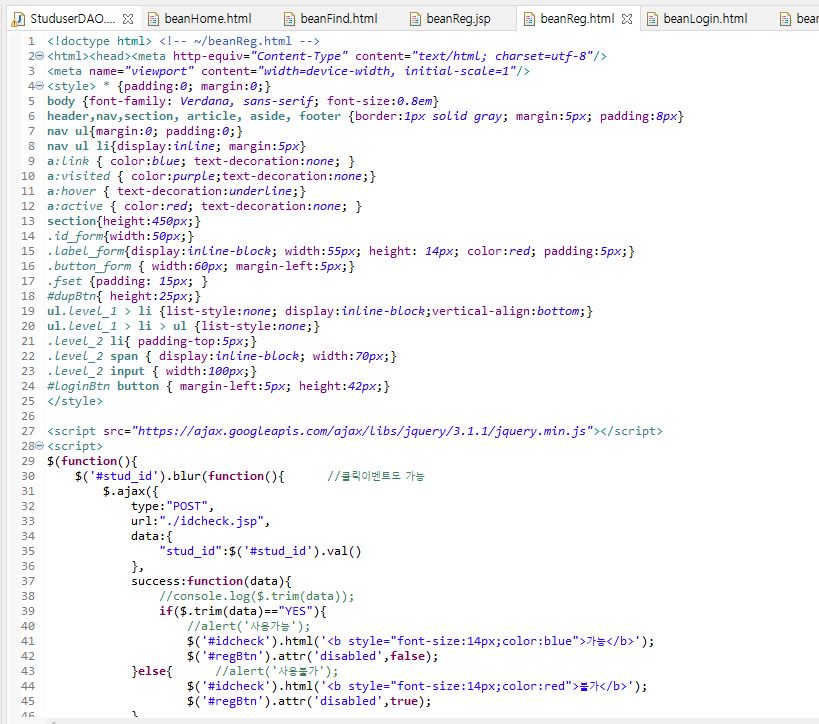 StuduserDAO.... beanHome.html beanFind.html beanReg.jsp beanReg.html beanLogin.html bean
1 <!doctype html> <!-- ~/beanReg.html -->
2 <html><head><meta http-equiv="Content-Type" content="text/html; charset=utf-8"/>
3 <meta name="viewport" content="width=device-width, initial-scale=1"/>
4 <style> * {padding:0; margin:0;}
5 body {font-family: Verdana, sans-serif; font-size:0.8em}
6 header,nav,section, article, aside, footer {border:1px solid gray; margin:5px; padding:8px}
7 nav ul{margin:0; padding:0;}
8 nav ul li{display:inline; margin:5px}
9 a:link { color:blue; text-decoration:none; }
10 a:visited { color:purple;text-decoration:none;}
11 a:hover { text-decoration:underline;}
12 a:active { color:red; text-decoration:none; }
13 section{height:450px;}
14 .id_form{width:50px;}
15 .label_form{display:inline-block; width:55px; height: 14px; color:red; padding:5px;}
16 .button_form { width:60px; margin-left:5px;}
17 .fset {padding: 15px; }
18 #dupBtn{ height:25px;}
19 ul.level_1 > li {list-style:none; display:inline-block;vertical-align:bottom;}
20 ul.level_1 > li > ul {list-style:none;}
21 .level_2 li{ padding-top:5px;}
22 .level_2 span { display:inline-block; width:70px;}
23 .level_2 input { width:100px;}
24 #loginBtn button { margin-left:5px; height:42px;}
25 </style>
26
27 <script src="https://ajax.googleapis.com/ajax/libs/jquery/3.1.1/jquery.min.js"></script>
28 <script>
29 $(function(){
30 $('#stud_id').blur(function(){ //클릭이벤트도 가능
31 $.ajax({
32 type:"POST",
33 url:"./idcheck.jsp",
34 data:{
35 "stud_id":$('#stud_id').val()
36 },
37 success:function(data){
38 //console.log($.trim(data));
39 if($.trim(data)=="YES"){
40 //alert('사용가능');
41 $('#idcheck').html('<b style="font-size:14px;color:blue">가능</b>');
42 $('#regBtn').attr('disabled',false);
43 }else{ //alert('사용불가');
44 $('#idcheck').html('<b style="font-size:14px;color:red">불가</b>');
45 $('#regBtn').attr('disabled',true);
46 }